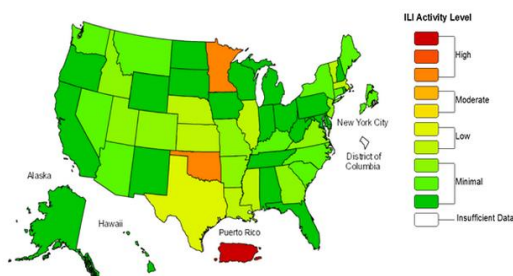 ILI Activity Level
High
Moderate
Low
Minimal
Insufficient Data
New York City
District of
Columbia
Alaska
Hawaii
Puerto Rico